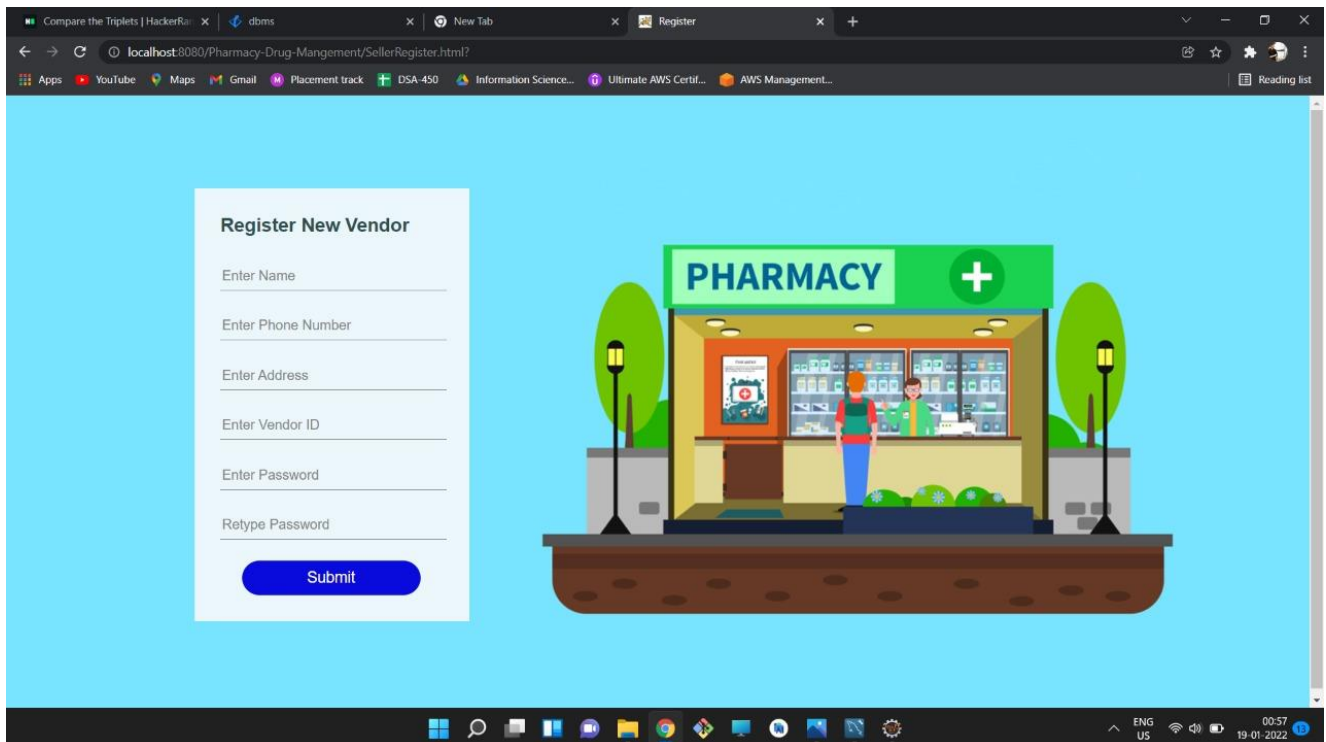 Compare the Triplets | HackerRan
dbms
New Tab
Register
localhost:8080/Pharmacy-Drug-Mangement/SellerRegister.html?
Apps YouTube Maps Gmail Placement track DSA-450 Information Science... Ultimate AWS Certif... AWS Management... Reading list
Register New Vendor
Enter Name
Enter Phone Number
Enter Address
Enter Vendor ID
Enter Password
Retype Password
Submit
PHARMACY
ENG
US
00:57
19-01-2022
13